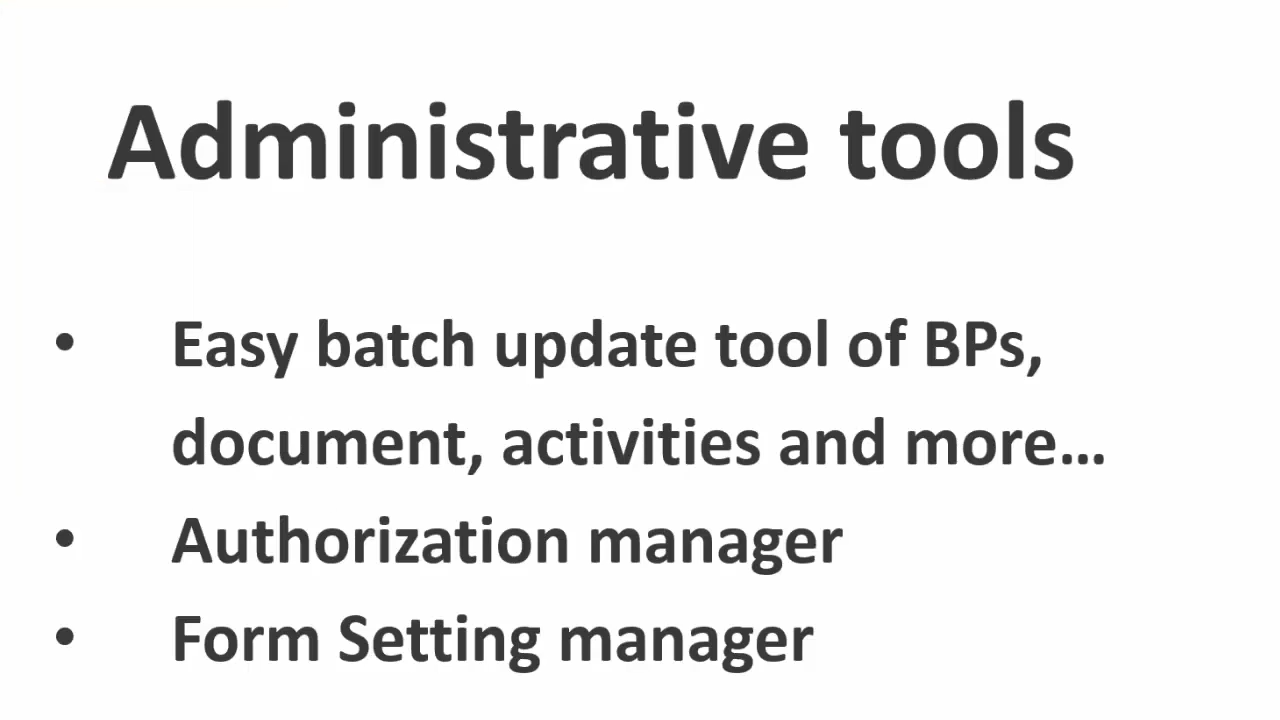 Administrative tools
• Easy batch update tool of BPs,
document, activities and more…
• Authorization manager
• Form Setting manager